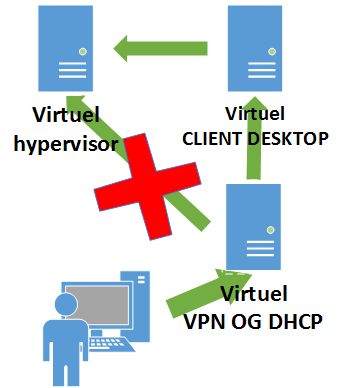 Virtuel
hypervisor
Virtuel
CLIENT DESKTOP
Virtuel
VPN OG DHCP